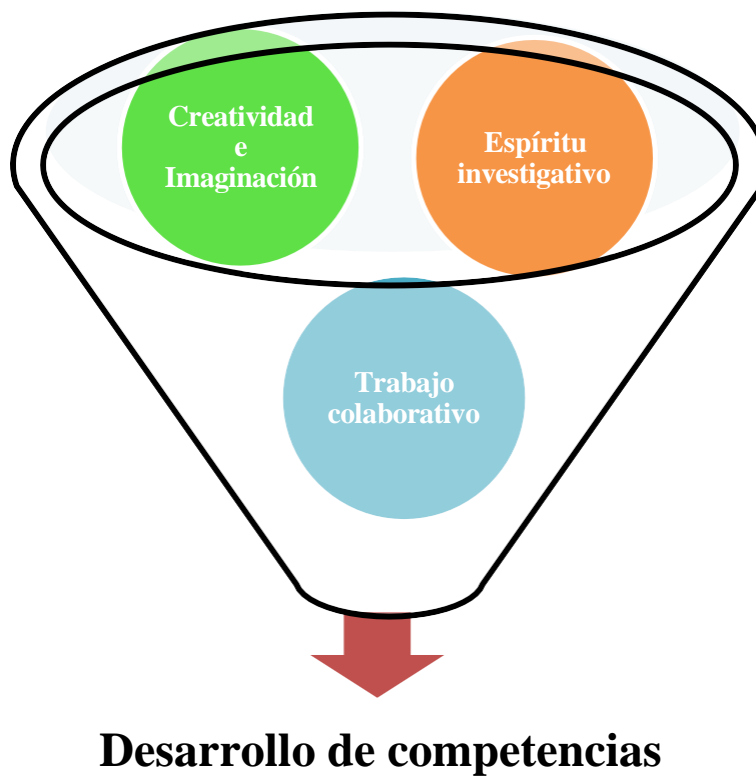 Creatividad
e
Imaginación
Espíritu
investigativo
Trabajo
colaborativo
Desarrollo de competencias